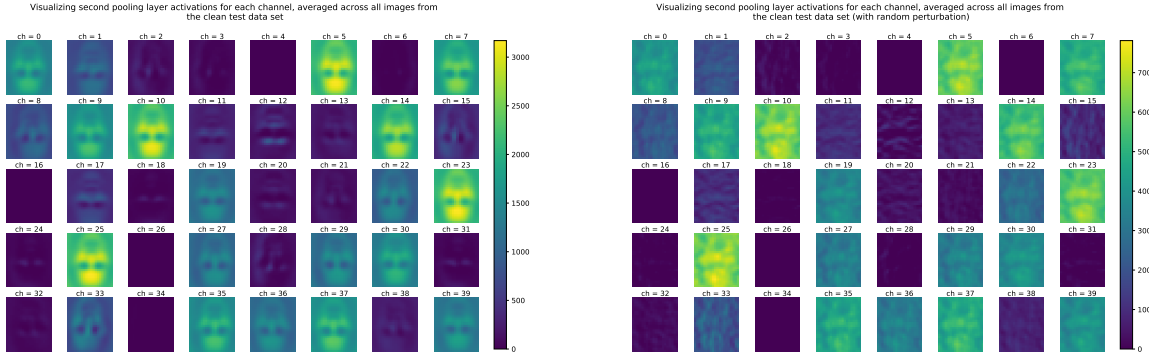 Visualizing second pooling layer activations for each channel, averaged across all images from
the clean test data set
ch = 0 ch = 1 ch = 2 ch = 3 ch = 4 ch = 5 ch = 6 ch = 7
ch = 8 ch = 9 ch = 10 ch = 11 ch = 12 ch = 13 ch = 14 ch = 15
ch = 16 ch = 17 ch = 18 ch = 19 ch = 20 ch = 21 ch = 22 ch = 23
ch = 24 ch = 25 ch = 26 ch = 27 ch = 28 ch = 29 ch = 30 ch = 31
ch = 32 ch = 33 ch = 34 ch = 35 ch = 36 ch = 37 ch = 38 ch = 39
3000
2500
2000
1500
1000
500
0
Visualizing second pooling layer activations for each channel, averaged across all images from
the clean test data set (with random perturbation)
ch = 0 ch = 1 ch = 2 ch = 3 ch = 4 ch = 5 ch = 6 ch = 7
ch = 8 ch = 9 ch = 10 ch = 11 ch = 12 ch = 13 ch = 14 ch = 15
ch = 16 ch = 17 ch = 18 ch = 19 ch = 20 ch = 21 ch = 22 ch = 23
ch = 24 ch = 25 ch = 26 ch = 27 ch = 28 ch = 29 ch = 30 ch = 31
ch = 32 ch = 33 ch = 34 ch = 35 ch = 36 ch = 37 ch = 38 ch = 39
700
600
500
400
300
200
100
0